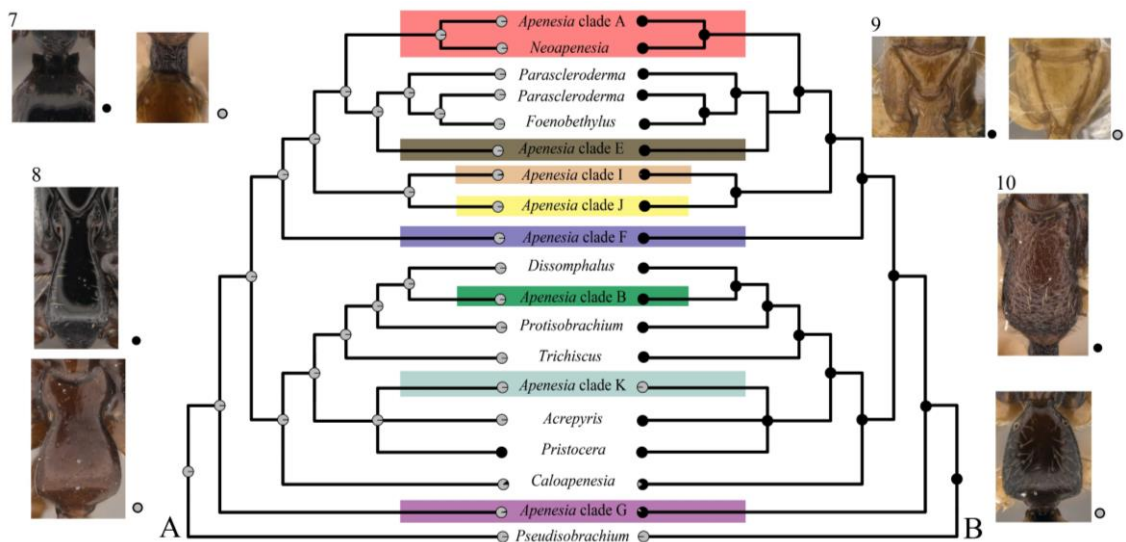 7
9
8
10
Apenesia clade A
Neoapenesia
Parascleroderma
Parascleroderma
Foenobethylus
Apenesia clade E
Apenesia clade I
Apenesia clade J
Apenesia clade F
Dissomphalus
Apenesia clade B
Protisobrachium
Trichiscus
Apenesia clade K
Acrepyris
Pristocera
Caloapenesia
Apenesia clade G
Pseudisobrachium
A
B